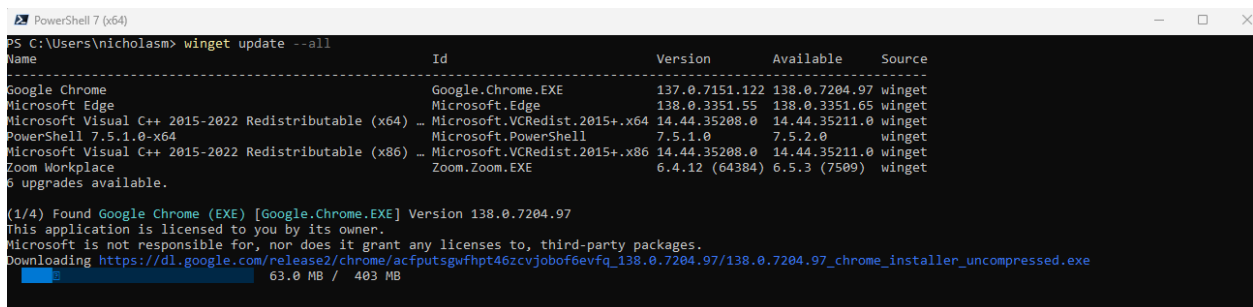 PowerShell 7 (x64)
PS C:\Users\nicholasm> winget update --all
Name Id Version Available Source
--------------------------------------------------------------------------------------------------------------------
Google Chrome Google.Chrome.EXE 137.0.7151.122 138.0.7204.97 winget
Microsoft Edge Microsoft.Edge 138.0.3351.55 138.0.3351.65 winget
Microsoft Visual C++ 2015-2022 Redistributable (x64) … Microsoft.VCRedist.2015+.x64 14.44.35208.0 14.44.35211.0 winget
PowerShell 7.5.1.0-x64 Microsoft.PowerShell 7.5.1.0 7.5.2.0 winget
Microsoft Visual C++ 2015-2022 Redistributable (x86) … Microsoft.VCRedist.2015+.x86 14.44.35208.0 14.44.35211.0 winget
Zoom Workplace Zoom.Zoom.EXE 6.4.12 (64384) 6.5.3 (7509) winget
6 upgrades available.
(1/4) Found Google Chrome (EXE) [Google.Chrome.EXE] Version 138.0.7204.97
This application is licensed to you by its owner.
Microsoft is not responsible for, nor does it grant any licenses to, third-party packages.
Downloading https://dl.google.com/release2/chrome/acfputsgwfhpt46zcvjobof6evfq_138.0.7204.97/138.0.7204.97_chrome_installer_uncompressed.exe
63.0 MB / 403 MB